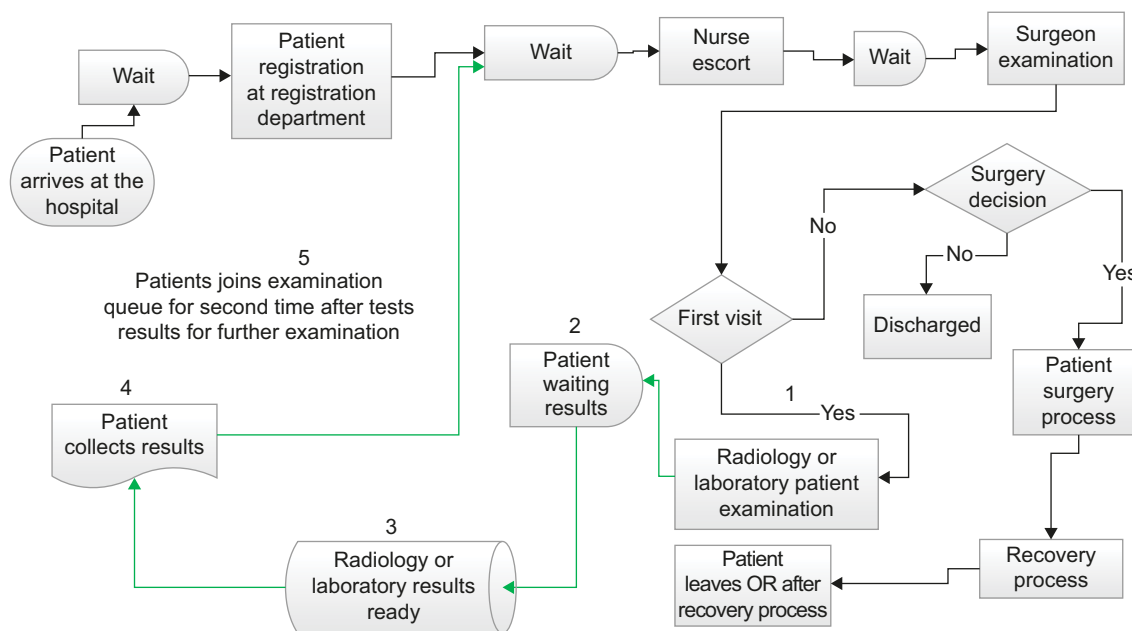 Wait
Patient
registration
at registration
department
Wait
Nurse
escort
Wait
Surgeon
examination
Patient
arrives at the
hospital
Surgery
decision
No
No
Yes
5
Patients joins examination
queue for second time after tests
results for further examination
First visit
Discharged
2
Patient
waiting
results
Patient
surgery
process
4
Patient
collects results
1
Yes
Radiology or
laboratory patient
examination
3
Radiology or
laboratory results
ready
Recovery
process
Patient
leaves OR after
recovery process